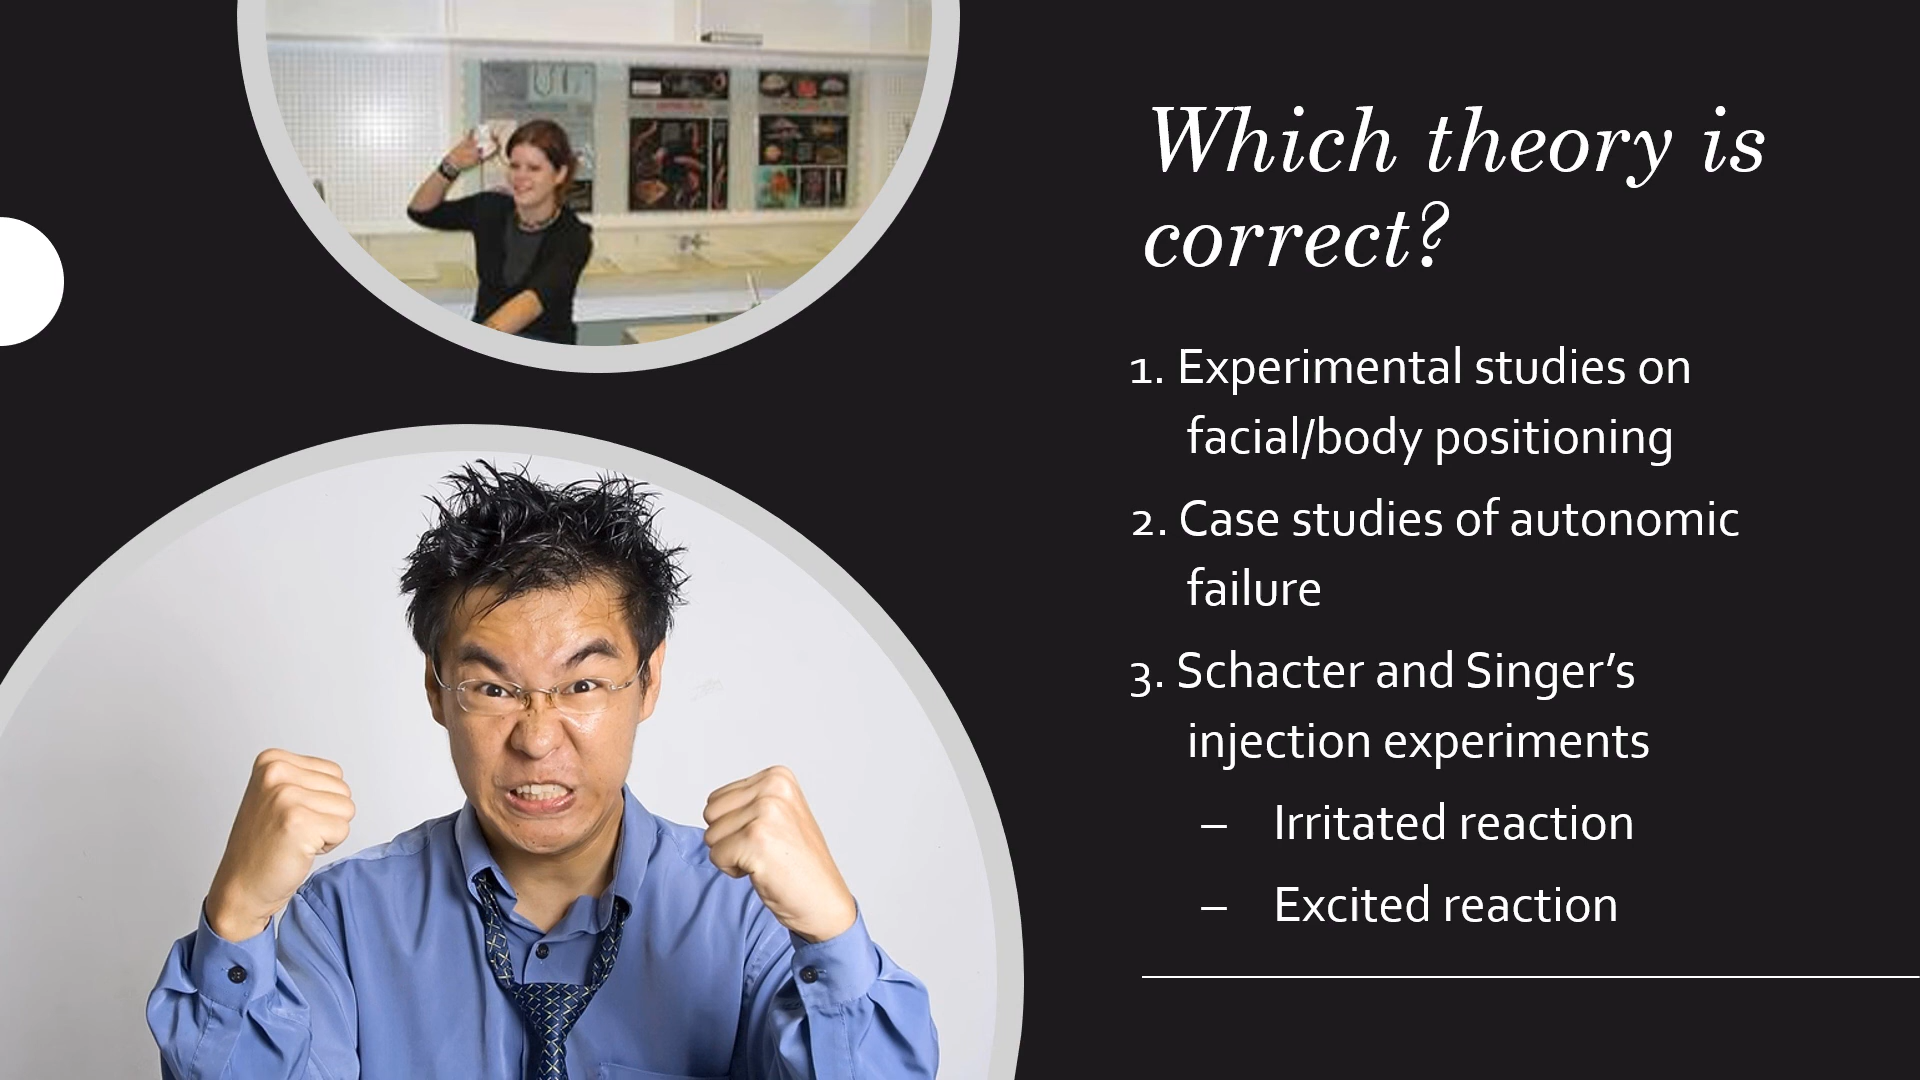 Which theory is
correct?
1. Experimental studies on
facial/body positioning
2. Case studies of autonomic
failure
3. Schacter and Singer’s
injection experiments
– Irritated reaction
– Excited reaction